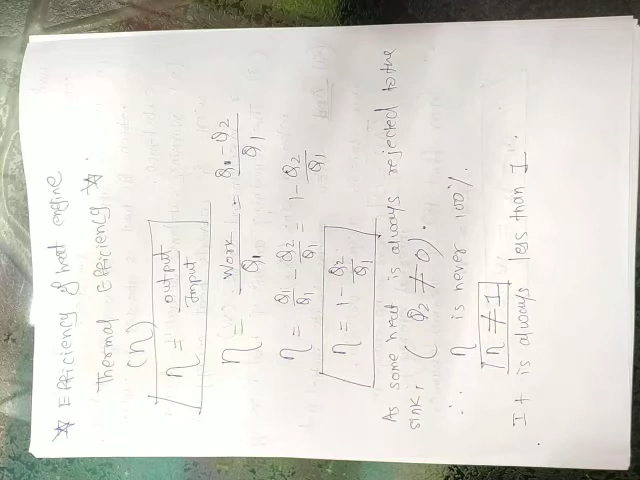 ☆ Efficiency of heat engine
Thermal Efficiency ☆.
(η)
η = output / Input
η = Work / Q1 = Q1 - Q2 / Q1
η = Q1 / Q1 - Q2 / Q1 = 1 - Q2 / Q1
η = 1 - Q2 / Q1
As some heat is always rejected to the
sink, (Q2 ≠ 0).
∴ η is never 100%.
η ≠ 1
It is always less than 1.